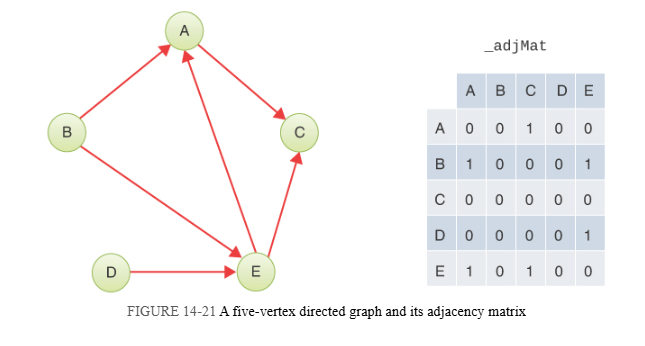 A
B
C
D
E
_adjMat
A B C D E
A 0 0 1 0 0
B 1 0 0 0 1
C 0 0 0 0 0
D 0 0 0 0 1
E 1 0 1 0 0
FIGURE 14-21 A five-vertex directed graph and its adjacency matrix